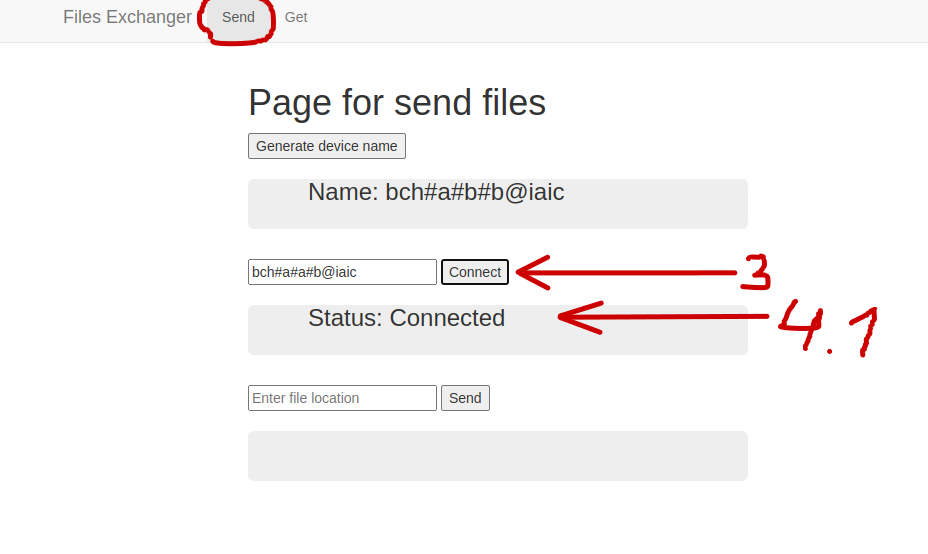 Files Exchanger Send Get
Page for send files
Generate device name
Name: bch#a#b#b@iaic
bch#a#a#b@iaic Connect 3
Status: Connected 4.1
Enter file location Send